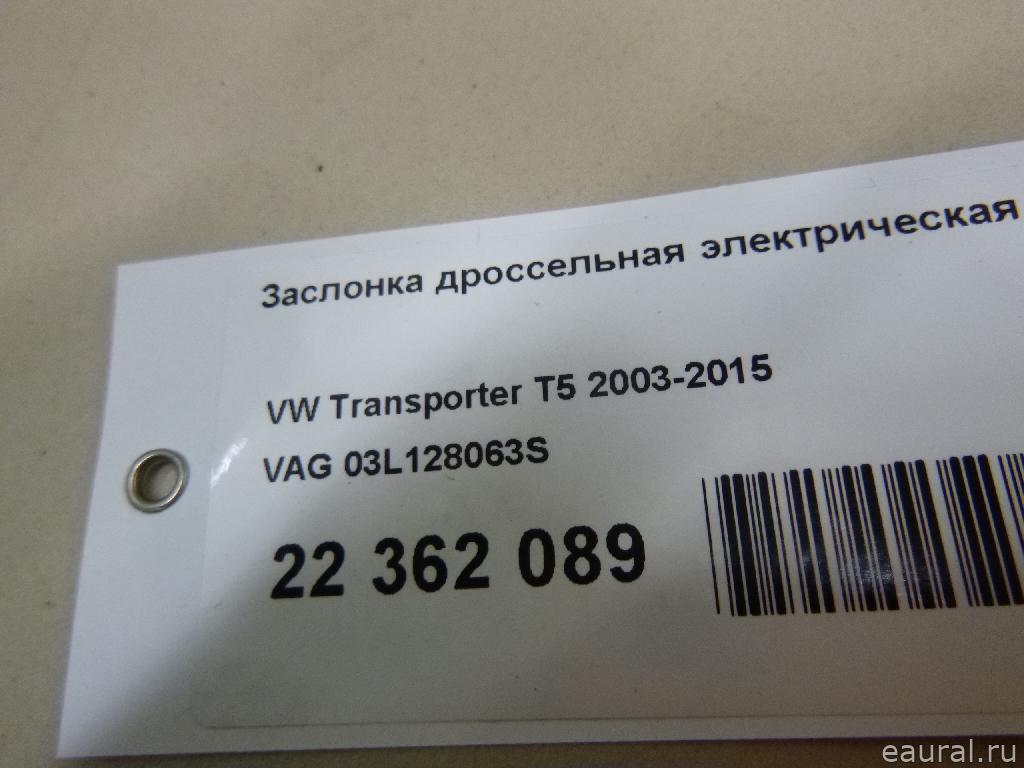 Заслонка дроссельная электрическая
VW Transporter T5 2003-2015
VAG 03L128063S
22 362 089
eaural.ru